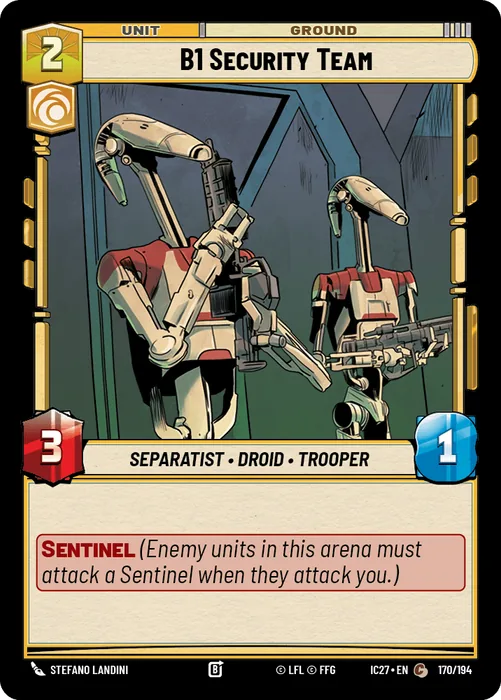 UNIT
GROUND
2
B1 SECURITY TEAM
3
SEPARATIST • DROID • TROOPER
1
SENTINEL (Enemy units in this arena must
attack a Sentinel when they attack you.)
STEFANO LANDINI
B
© LFL © FFG
IC27 • EN
C
170/194